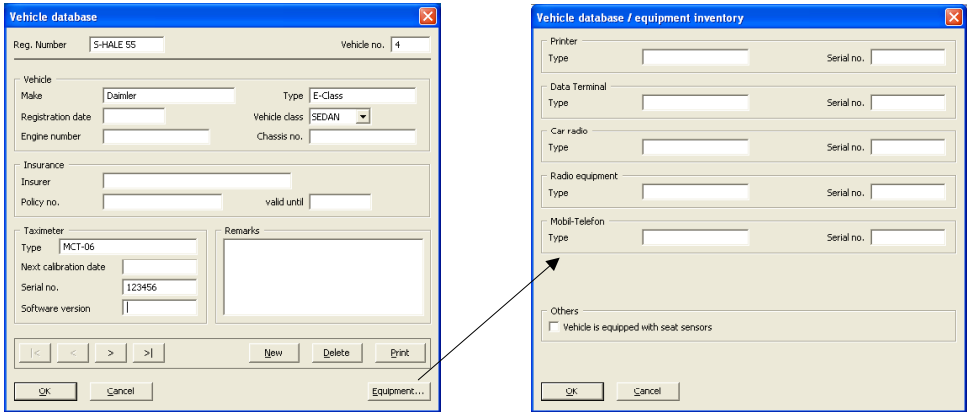 Vehicle database
Reg. Number S-HALE 55 Vehicle no. 4
Vehicle
Make Daimler Type E-Class
Registration date Vehicle class SEDAN
Engine number Chassis no.
Insurance
Insurer
Policy no. valid until
Taximeter
Type MCT-06
Next calibration date
Serial no. 123456
Software version
Remarks
|< < > >| New Delete Print
OK Cancel Equipment...
Vehicle database / equipment inventory
Printer
Type Serial no.
Data Terminal
Type Serial no.
Car radio
Type Serial no.
Radio equipment
Type Serial no.
Mobil-Telefon
Type Serial no.
Others
Vehicle is equipped with seat sensors
OK Cancel